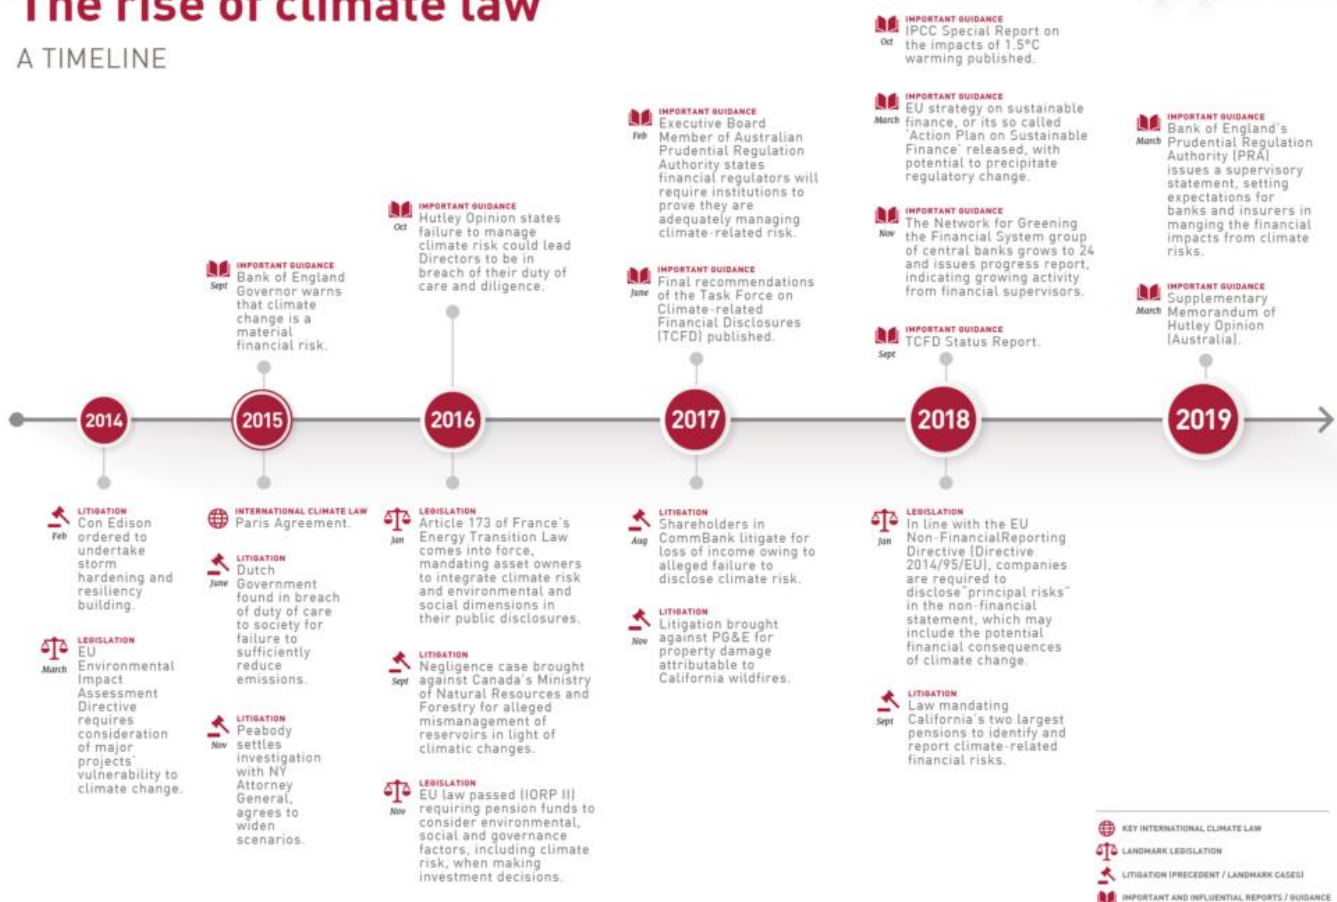 The rise of climate law
A TIMELINE
IMPORTANT GUIDANCE
Sept
Bank of England
Governor warns
that climate
change is a
material
financial risk.
IMPORTANT GUIDANCE
Oct
Hutley Opinion states
failure to manage
climate risk could lead
Directors to be in
breach of their duty of
care and diligence.
IMPORTANT GUIDANCE
Feb
Executive Board
Member of Australian
Prudential Regulation
Authority states
financial regulators will
require institutions to
prove they are
adequately managing
climate-related risk.
IMPORTANT GUIDANCE
June
Final recommendations
of the Task Force on
Climate-related
Financial Disclosures
(TCFD) published.
IMPORTANT GUIDANCE
Oct
IPCC Special Report on
the impacts of 1.5°C
warming published.
IMPORTANT GUIDANCE
March
EU strategy on sustainable
finance, or its so called
'Action Plan on Sustainable
Finance' released, with
potential to precipitate
regulatory change.
IMPORTANT GUIDANCE
Nov
The Network for Greening
the Financial System group
of central banks grows to 24
and issues progress report,
indicating growing activity
from financial supervisors.
IMPORTANT GUIDANCE
Sept
TCFD Status Report.
IMPORTANT GUIDANCE
March
Bank of England's
Prudential Regulation
Authority (PRA)
issues a supervisory
statement, setting
expectations for
banks and insurers in
manging the financial
impacts from climate
risks.
IMPORTANT GUIDANCE
March
Supplementary
Memorandum of
Hutley Opinion
(Australia).
2014
2015
2016
2017
2018
2019
LITIGATION
Feb
Con Edison
ordered to
undertake
storm
hardening and
resiliency
building.
LEGISLATION
March
EU
Environmental
Impact
Assessment
Directive
requires
consideration
of major
projects'
vulnerability to
climate change.
INTERNATIONAL CLIMATE LAW
Paris Agreement.
LITIGATION
June
Dutch
Government
found in breach
of duty of care
to society for
failure to
sufficiently
reduce
emissions.
LITIGATION
Nov
Peabody
settles
investigation
with NY
Attorney
General,
agrees to
widen
scenarios.
LEGISLATION
Jan
Article 173 of France's
Energy Transition Law
comes into force,
mandating asset owners
to integrate climate risk
and environmental and
social dimensions in
their public disclosures.
LITIGATION
Sept
Negligence case brought
against Canada's Ministry
of Natural Resources and
Forestry for alleged
mismanagement of
reservoirs in light of
climatic changes.
LEGISLATION
Nov
EU law passed (IORP II)
requiring pension funds to
consider environmental,
social and governance
factors, including climate
risk, when making
investment decisions.
LITIGATION
Aug
Shareholders in
CommBank litigate for
loss of income owing to
alleged failure to
disclose climate risk.
LITIGATION
Nov
Litigation brought
against PG&E for
property damage
attributable to
California wildfires.
LEGISLATION
Jan
In line with the EU
Non-FinancialReporting
Directive (Directive
2014/95/EU), companies
are required to
disclose"principal risks"
in the non-financial
statement, which may
include the potential
financial consequences
of climate change.
LITIGATION
Sept
Law mandating
California's two largest
pensions to identify and
report climate-related
financial risks.
KEY INTERNATIONAL CLIMATE LAW
LANDMARK LEGISLATION
LITIGATION (PRECEDENT / LANDMARK CASES)
IMPORTANT AND INFLUENTIAL REPORTS / GUIDANCE